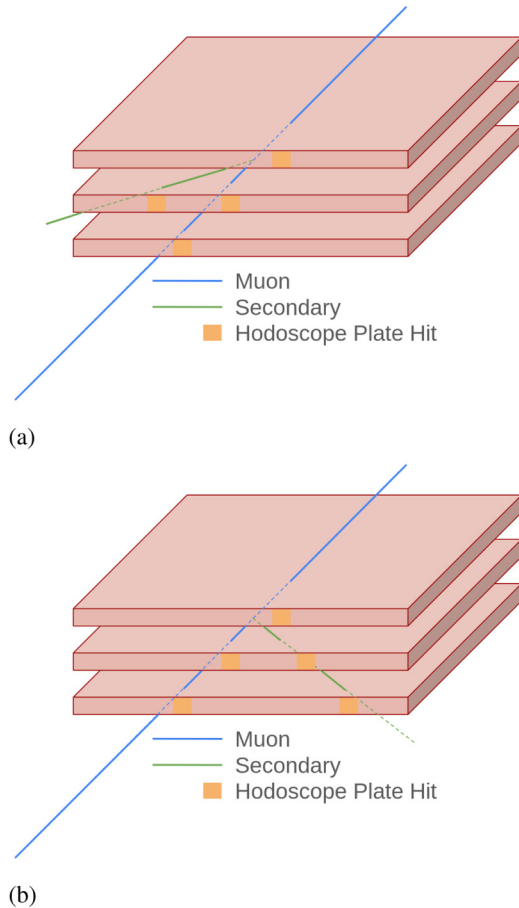 Muon
Secondary
Hodoscope Plate Hit
(a)
Muon
Secondary
Hodoscope Plate Hit
(b)